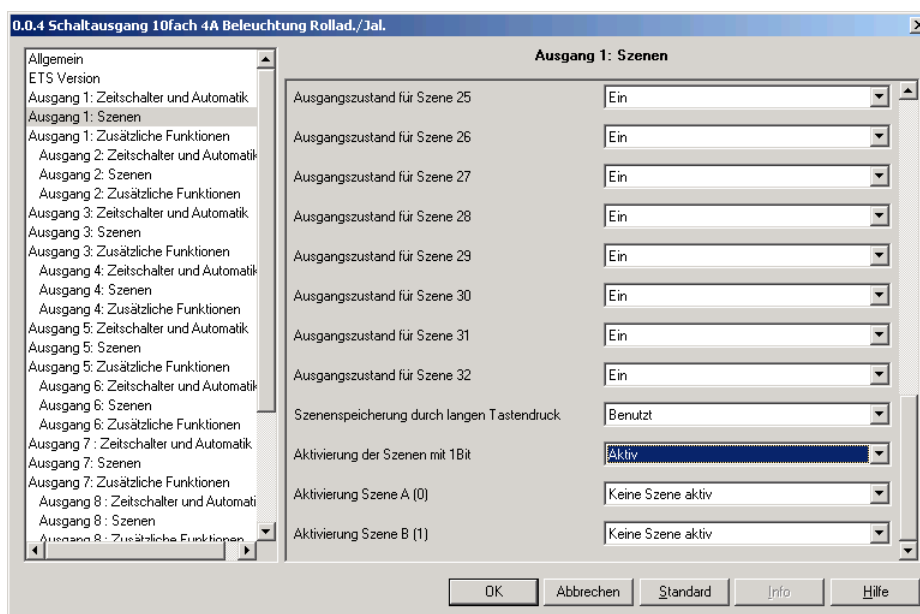 0.0.4 Schaltausgang 10fach 4A Beleuchtung Rollad./Jal.
Allgemein
ETS Version
Ausgang 1: Zeitschalter und Automatik
Ausgang 1: Szenen
Ausgang 1: Zusätzliche Funktionen
Ausgang 2: Zeitschalter und Automatik
Ausgang 2: Szenen
Ausgang 2: Zusätzliche Funktionen
Ausgang 3: Zeitschalter und Automatik
Ausgang 3: Szenen
Ausgang 3: Zusätzliche Funktionen
Ausgang 4: Zeitschalter und Automatik
Ausgang 4: Szenen
Ausgang 4: Zusätzliche Funktionen
Ausgang 5: Zeitschalter und Automatik
Ausgang 5: Szenen
Ausgang 5: Zusätzliche Funktionen
Ausgang 6: Zeitschalter und Automatik
Ausgang 6: Szenen
Ausgang 6: Zusätzliche Funktionen
Ausgang 7 : Zeitschalter und Automatik
Ausgang 7: Szenen
Ausgang 7: Zusätzliche Funktionen
Ausgang 8 : Zeitschalter und Automati
Ausgang 8 : Szenen
Ausgang 8 : Zusätzliche Funktionen
Ausgang 1: Szenen
Ausgangszustand für Szene 25 Ein
Ausgangszustand für Szene 26 Ein
Ausgangszustand für Szene 27 Ein
Ausgangszustand für Szene 28 Ein
Ausgangszustand für Szene 29 Ein
Ausgangszustand für Szene 30 Ein
Ausgangszustand für Szene 31 Ein
Ausgangszustand für Szene 32 Ein
Szenenspeicherung durch langen Tastendruck Benutzt
Aktivierung der Szenen mit 1Bit Aktiv
Aktivierung Szene A (0) Keine Szene aktiv
Aktivierung Szene B (1) Keine Szene aktiv
OK Abbrechen Standard Info Hilfe